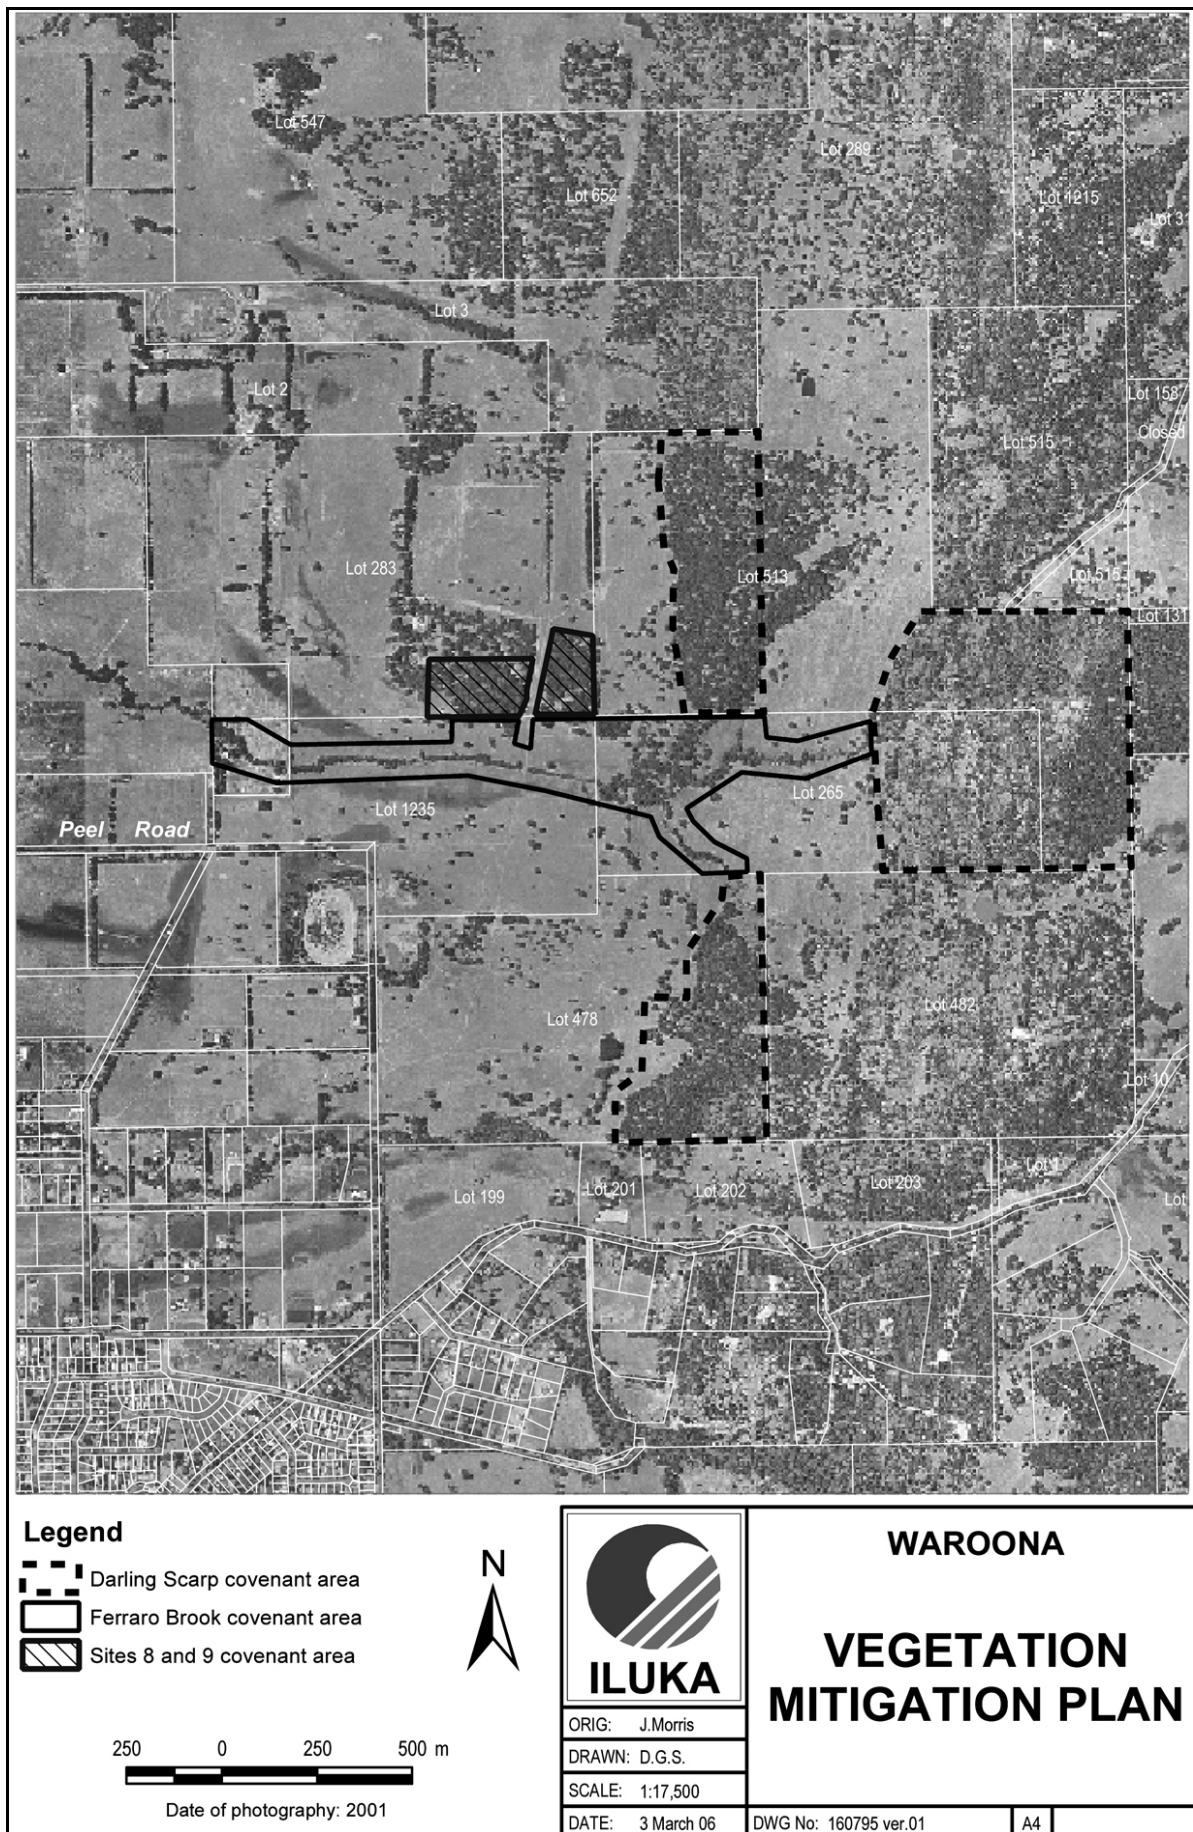 Lot 547
Lot 289
Lot 652
Lot 1215
Lot 31
Lot 3
Lot 2
Lot 158
Closed
Lot 515
Lot 283
Lot 513
Lot 515
Lot 131
Lot 265
Lot 1235
Peel Road
Lot 478
Lot 482
Lot 10
Lot 199
Lot 201
Lot 202
Lot 203
Lot 1
Lot
Legend
Darling Scarp covenant area
Ferraro Brook covenant area
Sites 8 and 9 covenant area
N
250 0 250 500 m
Date of photography: 2001
ILUKA
ORIG: J.Morris
DRAWN: D.G.S.
SCALE: 1:17,500
DATE: 3 March 06
WAROONA
VEGETATION
MITIGATION PLAN
DWG No: 160795 ver.01
A4